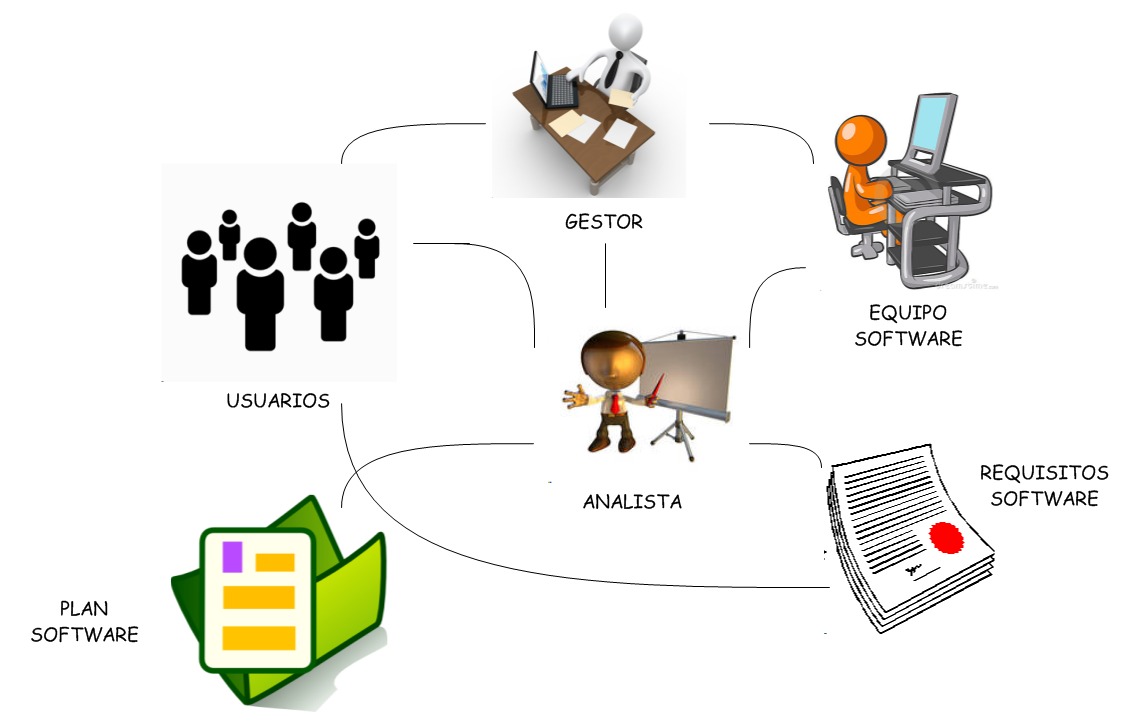 GESTOR
EQUIPO
SOFTWARE
USUARIOS
REQUISITOS
SOFTWARE
ANALISTA
PLAN
SOFTWARE